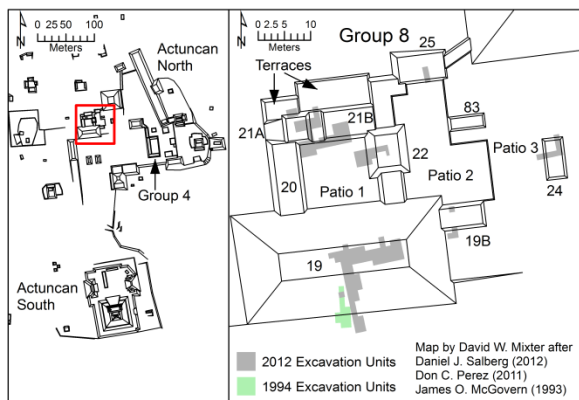 N
0 25 50 100
Meters
Actuncan
North
Group 4
Actuncan
South
N
0 2.5 5 10
Meters
Group 8
25
Terraces
21A
21B
83
22
Patio 3
20
Patio 1
Patio 2
24
19
19B
2012 Excavation Units
1994 Excavation Units
Map by David W. Mixter after
Daniel J. Salberg (2012)
Don C. Perez (2011)
James O. McGovern (1993)